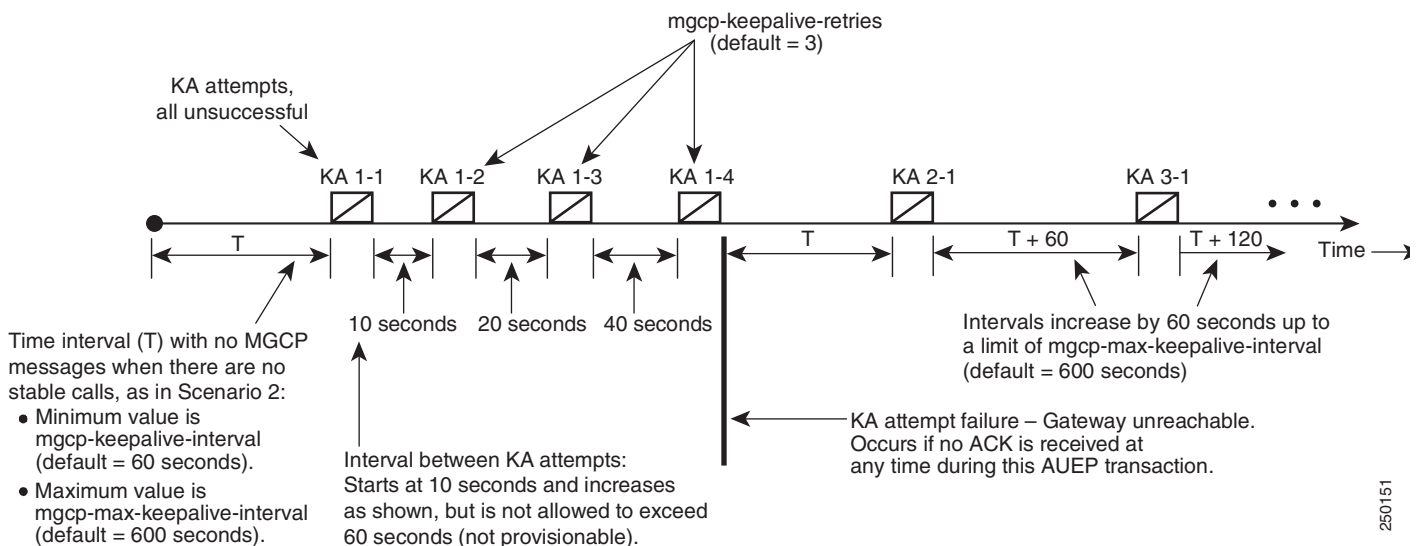 mgcp-keepalive-retries
(default = 3)
KA attempts,
all unsuccessful
KA 1-1
KA 1-2
KA 1-3
KA 1-4
KA 2-1
KA 3-1
T
T
T + 60
T + 120
Time
10 seconds
20 seconds
40 seconds
Time interval (T) with no MGCP
messages when there are no
stable calls, as in Scenario 2:
• Minimum value is
mgcp-keepalive-interval
(default = 60 seconds).
• Maximum value is
mgcp-max-keepalive-interval
(default = 600 seconds).
Interval between KA attempts:
Starts at 10 seconds and increases
as shown, but is not allowed to exceed
60 seconds (not provisionable).
Intervals increase by 60 seconds up to
a limit of mgcp-max-keepalive-interval
(default = 600 seconds)
KA attempt failure – Gateway unreachable.
Occurs if no ACK is received at
any time during this AUEP transaction.
250151